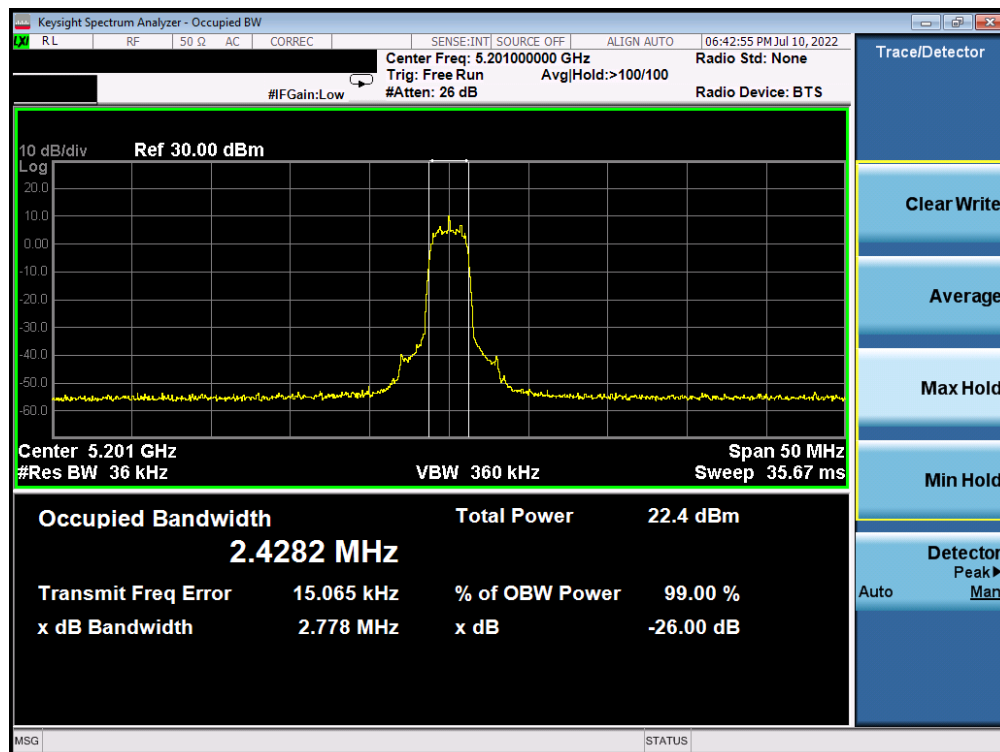 Keysight Spectrum Analyzer - Occupied BW
LXI RL RF 50 Ω AC CORREC SENSE:INT SOURCE OFF ALIGN AUTO 06:42:55 PM Jul 10, 2022
Center Freq: 5.201000000 GHz Radio Std: None
Trig: Free Run Avg|Hold:>100/100
#IFGain:Low #Atten: 26 dB Radio Device: BTS
10 dB/div Ref 30.00 dBm
Log
20.0
10.0
0.00
-10.0
-20.0
-30.0
-40.0
-50.0
-60.0
Center 5.201 GHz Span 50 MHz
#Res BW 36 kHz VBW 360 kHz Sweep 35.67 ms
Occupied Bandwidth Total Power 22.4 dBm
2.4282 MHz
Transmit Freq Error 15.065 kHz % of OBW Power 99.00 %
x dB Bandwidth 2.778 MHz x dB -26.00 dB
MSG STATUS
Trace/Detector
Clear Write
Average
Max Hold
Min Hold
Detector
Peak
Auto Man